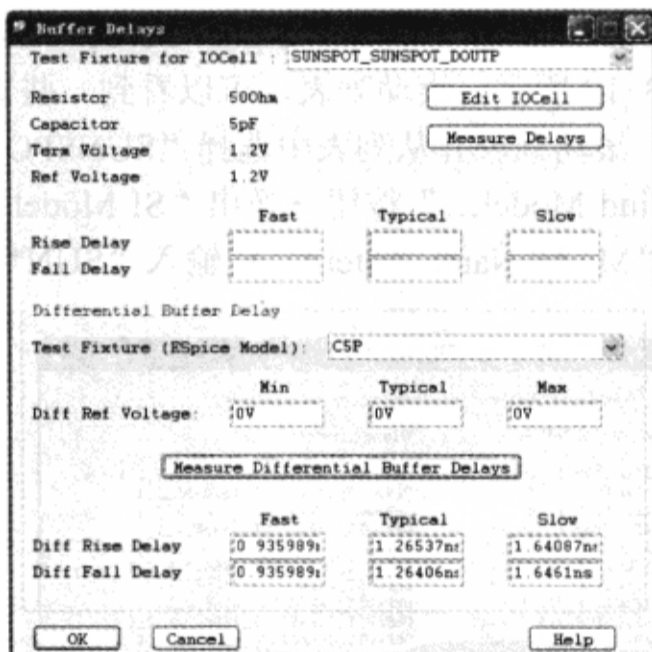 Buffer Delays
Test Fixture for IOCell : SUNSPOT_SUNSPOT_DOUTP
Resistor 50Ohm Edit IOCell
Capacitor 5pF Measure Delays
Term Voltage 1.2V
Ref Voltage 1.2V
Fast Typical Slow
Rise Delay
Fall Delay
Differential Buffer Delay
Test Fixture (ESpice Model): C5P
Min Typical Max
Diff Ref Voltage: 0V 0V 0V
Measure Differential Buffer Delays
Fast Typical Slow
Diff Rise Delay 0.935989 1.26537ns 1.64087ns
Diff Fall Delay 0.935989 1.26406ns 1.6461ns
OK Cancel Help